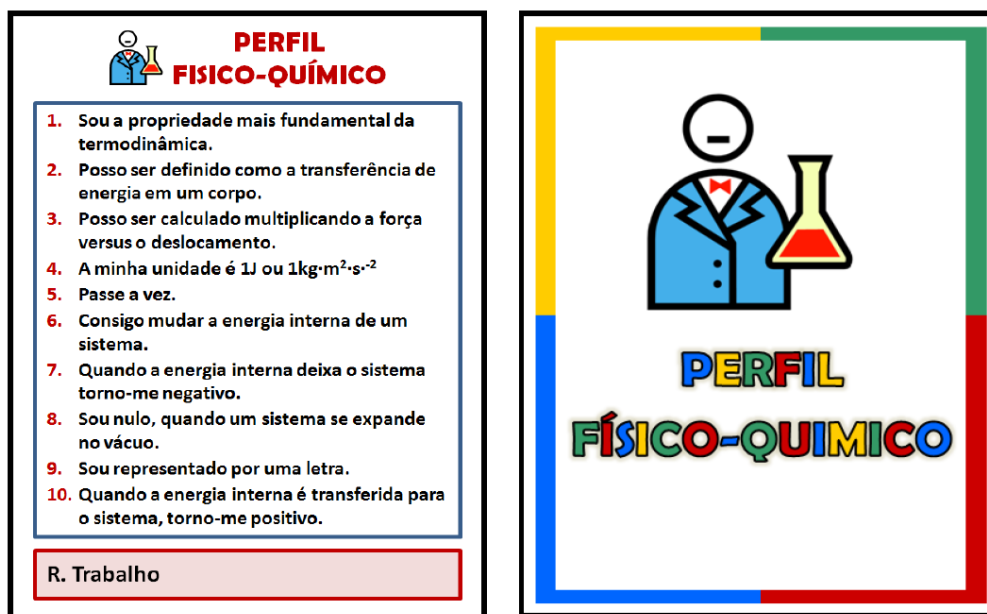 PERFIL
FISICO-QUÍMICO
1. Sou a propriedade mais fundamental da
termodinâmica.
2. Posso ser definido como a transferência de
energia em um corpo.
3. Posso ser calculado multiplicando a força
versus o deslocamento.
4. A minha unidade é 1J ou 1kg·m²·s·⁻²
5. Passe a vez.
6. Consigo mudar a energia interna de um
sistema.
7. Quando a energia interna deixa o sistema
torno-me negativo.
8. Sou nulo, quando um sistema se expande
no vácuo.
9. Sou representado por uma letra.
10. Quando a energia interna é transferida para
o sistema, torno-me positivo.
R. Trabalho
PERFIL
FÍSICO-QUIMICO